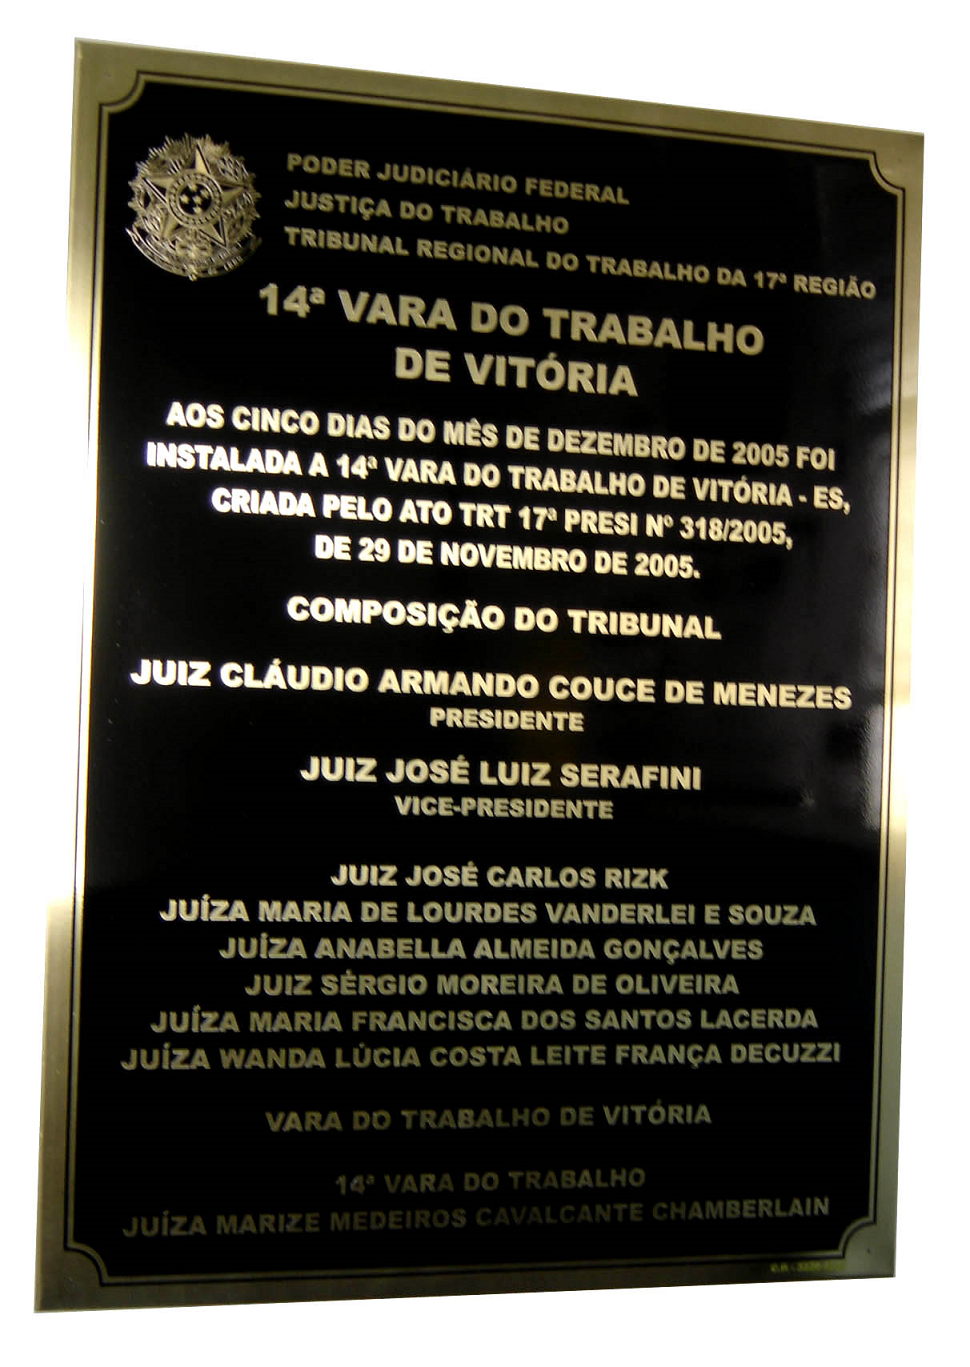 PODER JUDICIÁRIO FEDERAL
JUSTIÇA DO TRABALHO
TRIBUNAL REGIONAL DO TRABALHO DA 17ª REGIÃO
14ª VARA DO TRABALHO
DE VITÓRIA
AOS CINCO DIAS DO MÊS DE DEZEMBRO DE 2005 FOI
INSTALADA A 14ª VARA DO TRABALHO DE VITÓRIA - ES,
CRIADA PELO ATO TRT 17ª PRESI Nº 318/2005,
DE 29 DE NOVEMBRO DE 2005.
COMPOSIÇÃO DO TRIBUNAL
JUIZ CLÁUDIO ARMANDO COUCE DE MENEZES
PRESIDENTE
JUIZ JOSÉ LUIZ SERAFINI
VICE-PRESIDENTE
JUIZ JOSÉ CARLOS RIZK
JUÍZA MARIA DE LOURDES VANDERLEI E SOUZA
JUÍZA ANABELLA ALMEIDA GONÇALVES
JUIZ SÉRGIO MOREIRA DE OLIVEIRA
JUÍZA MARIA FRANCISCA DOS SANTOS LACERDA
JUÍZA WANDA LÚCIA COSTA LEITE FRANÇA DECUZZI
VARA DO TRABALHO DE VITÓRIA
14ª VARA DO TRABALHO
JUÍZA MARIZE MEDEIROS CAVALCANTE CHAMBERLAIN